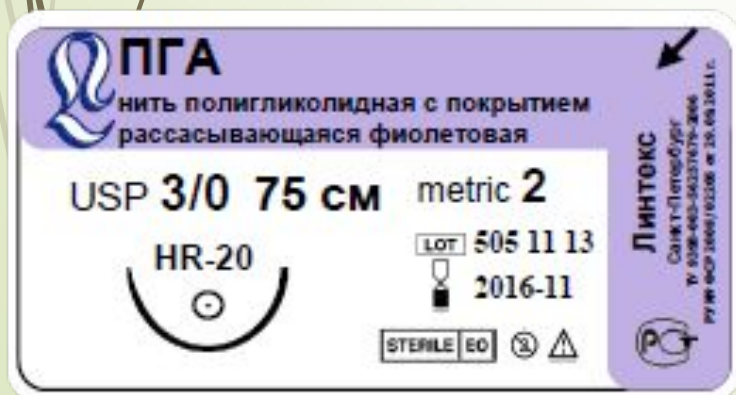 ПГА
нить полигликолидная с покрытием
рассасывающаяся фиолетовая
USP 3/0 75 см metric 2
HR-20
LOT 505 11 13
2016-11
STERILE EO
Линтокс
Санкт-Петербург